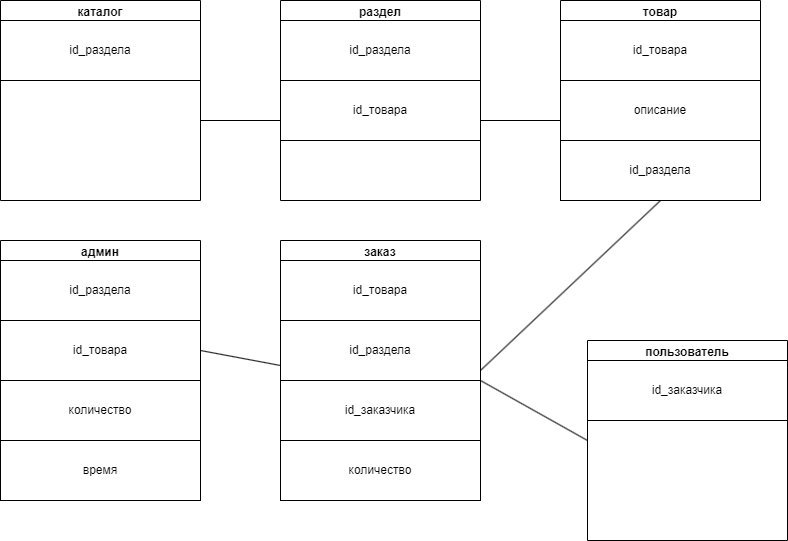 каталог
id_раздела
раздел
id_раздела
id_товара
товар
id_товара
описание
id_раздела
админ
id_раздела
id_товара
количество
время
заказ
id_товара
id_раздела
id_заказчика
количество
пользователь
id_заказчика